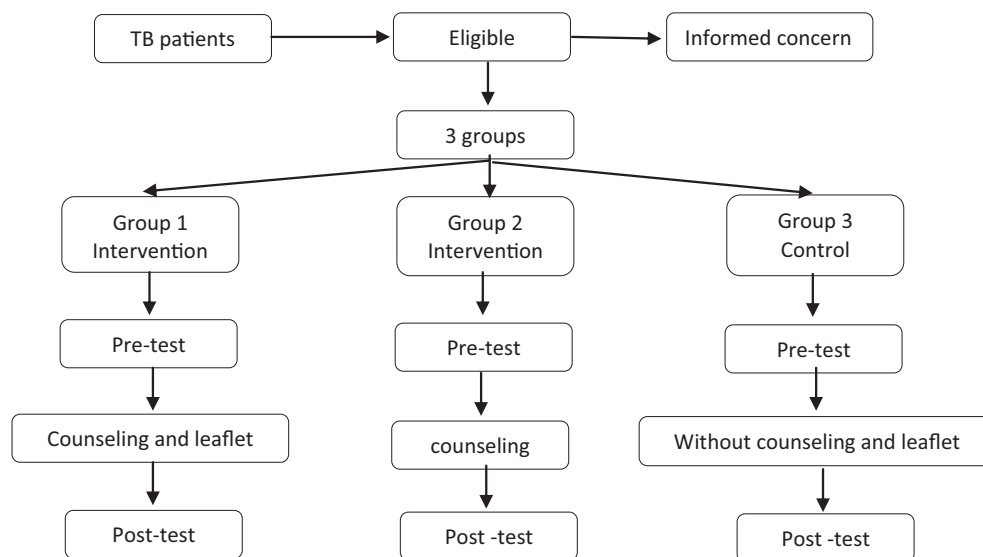 TB patients
Eligible
Informed concern
3 groups
Group 1
Intervention
Group 2
Intervention
Group 3
Control
Pre-test
Pre-test
Pre-test
Counseling and leaflet
counseling
Without counseling and leaflet
Post-test
Post -test
Post -test